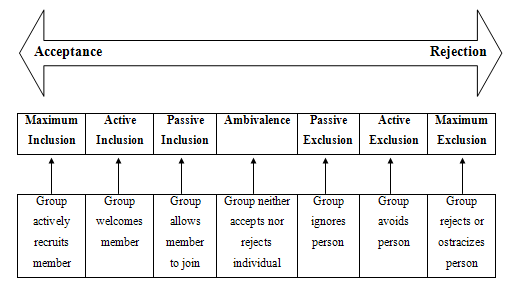 Acceptance Rejection
Maximum Inclusion
Active Inclusion
Passive Inclusion
Ambivalence
Passive Exclusion
Active Exclusion
Maximum Exclusion
Group actively recruits member
Group welcomes member
Group allows member to join
Group neither accepts nor rejects individual
Group ignores person
Group avoids person
Group rejects or ostracizes person